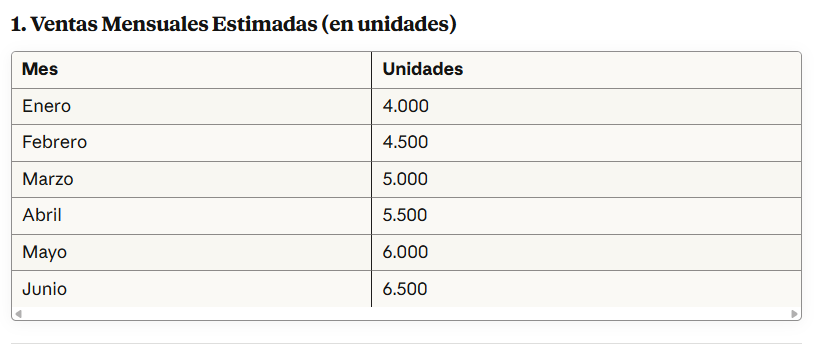 1. Ventas Mensuales Estimadas (en unidades)
Mes Unidades
Enero 4.000
Febrero 4.500
Marzo 5.000
Abril 5.500
Mayo 6.000
Junio 6.500